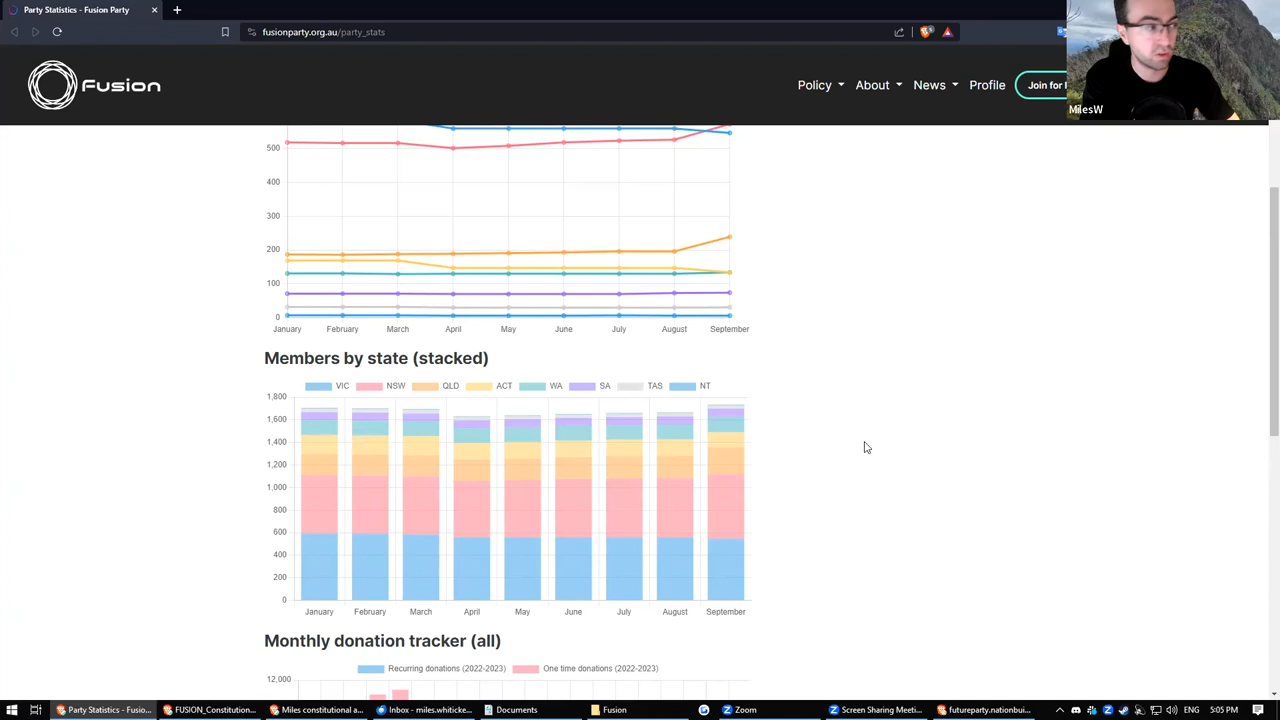 Party Statistics - Fusion Party
fusionparty.org.au/party_stats
Fusion
Policy
About
News
Profile
Join for
MilesW
500
400
300
200
100
0
January February March April May June July August September
Members by state (stacked)
VIC NSW QLD ACT WA SA TAS NT
1,800
1,600
1,400
1,200
1,000
800
600
400
200
0
January February March April May June July August September
Monthly donation tracker (all)
Recurring donations (2022-2023) One time donations (2022-2023)
12,000
Party Statistics - Fusio...
FUSION_Constitution...
Miles constitutional a...
Inbox - miles.whiticke...
Documents
Fusion
Zoom
Screen Sharing Meeti...
futureparty.nationbui...
5:05 PM